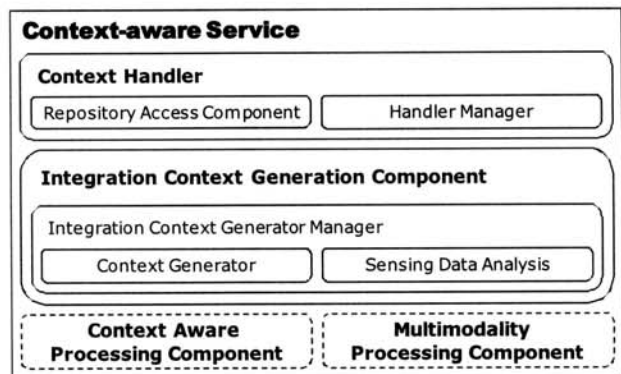 Context-aware Service
Context Handler
Repository Access Component
Handler Manager
Integration Context Generation Component
Integration Context Generator Manager
Context Generator
Sensing Data Analysis
Context Aware
Processing Component
Multimodality
Processing Component